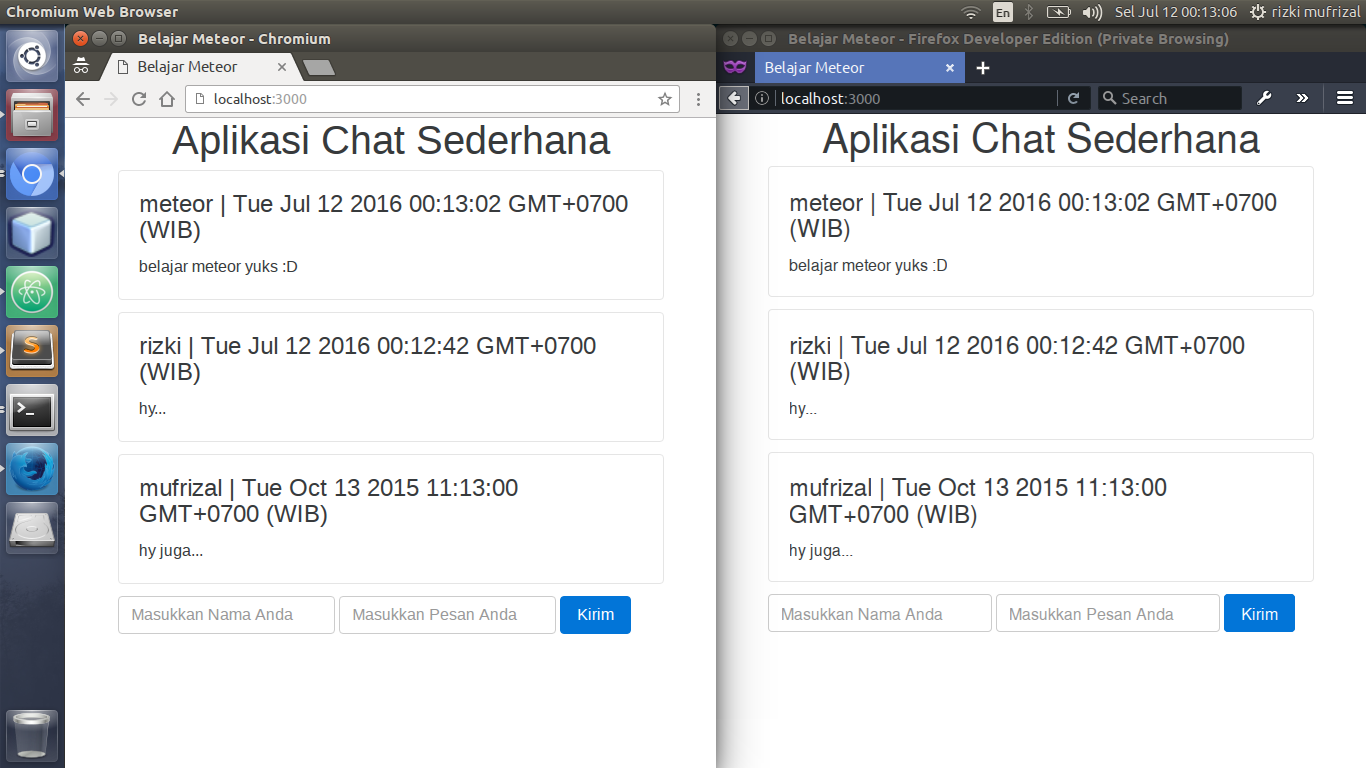 Chromium Web Browser
En
Sel Jul 12 00:13:06
rizki mufrizal
Belajar Meteor - Chromium
Belajar Meteor
localhost:3000
Aplikasi Chat Sederhana
meteor | Tue Jul 12 2016 00:13:02 GMT+0700
(WIB)
belajar meteor yuks :D
rizki | Tue Jul 12 2016 00:12:42 GMT+0700
(WIB)
hy...
mufrizal | Tue Oct 13 2015 11:13:00
GMT+0700 (WIB)
hy juga...
Masukkan Nama Anda
Masukkan Pesan Anda
Kirim
Belajar Meteor - Firefox Developer Edition (Private Browsing)
Belajar Meteor
localhost:3000
Search
Aplikasi Chat Sederhana
meteor | Tue Jul 12 2016 00:13:02 GMT+0700
(WIB)
belajar meteor yuks :D
rizki | Tue Jul 12 2016 00:12:42 GMT+0700
(WIB)
hy...
mufrizal | Tue Oct 13 2015 11:13:00
GMT+0700 (WIB)
hy juga...
Masukkan Nama Anda
Masukkan Pesan Anda
Kirim